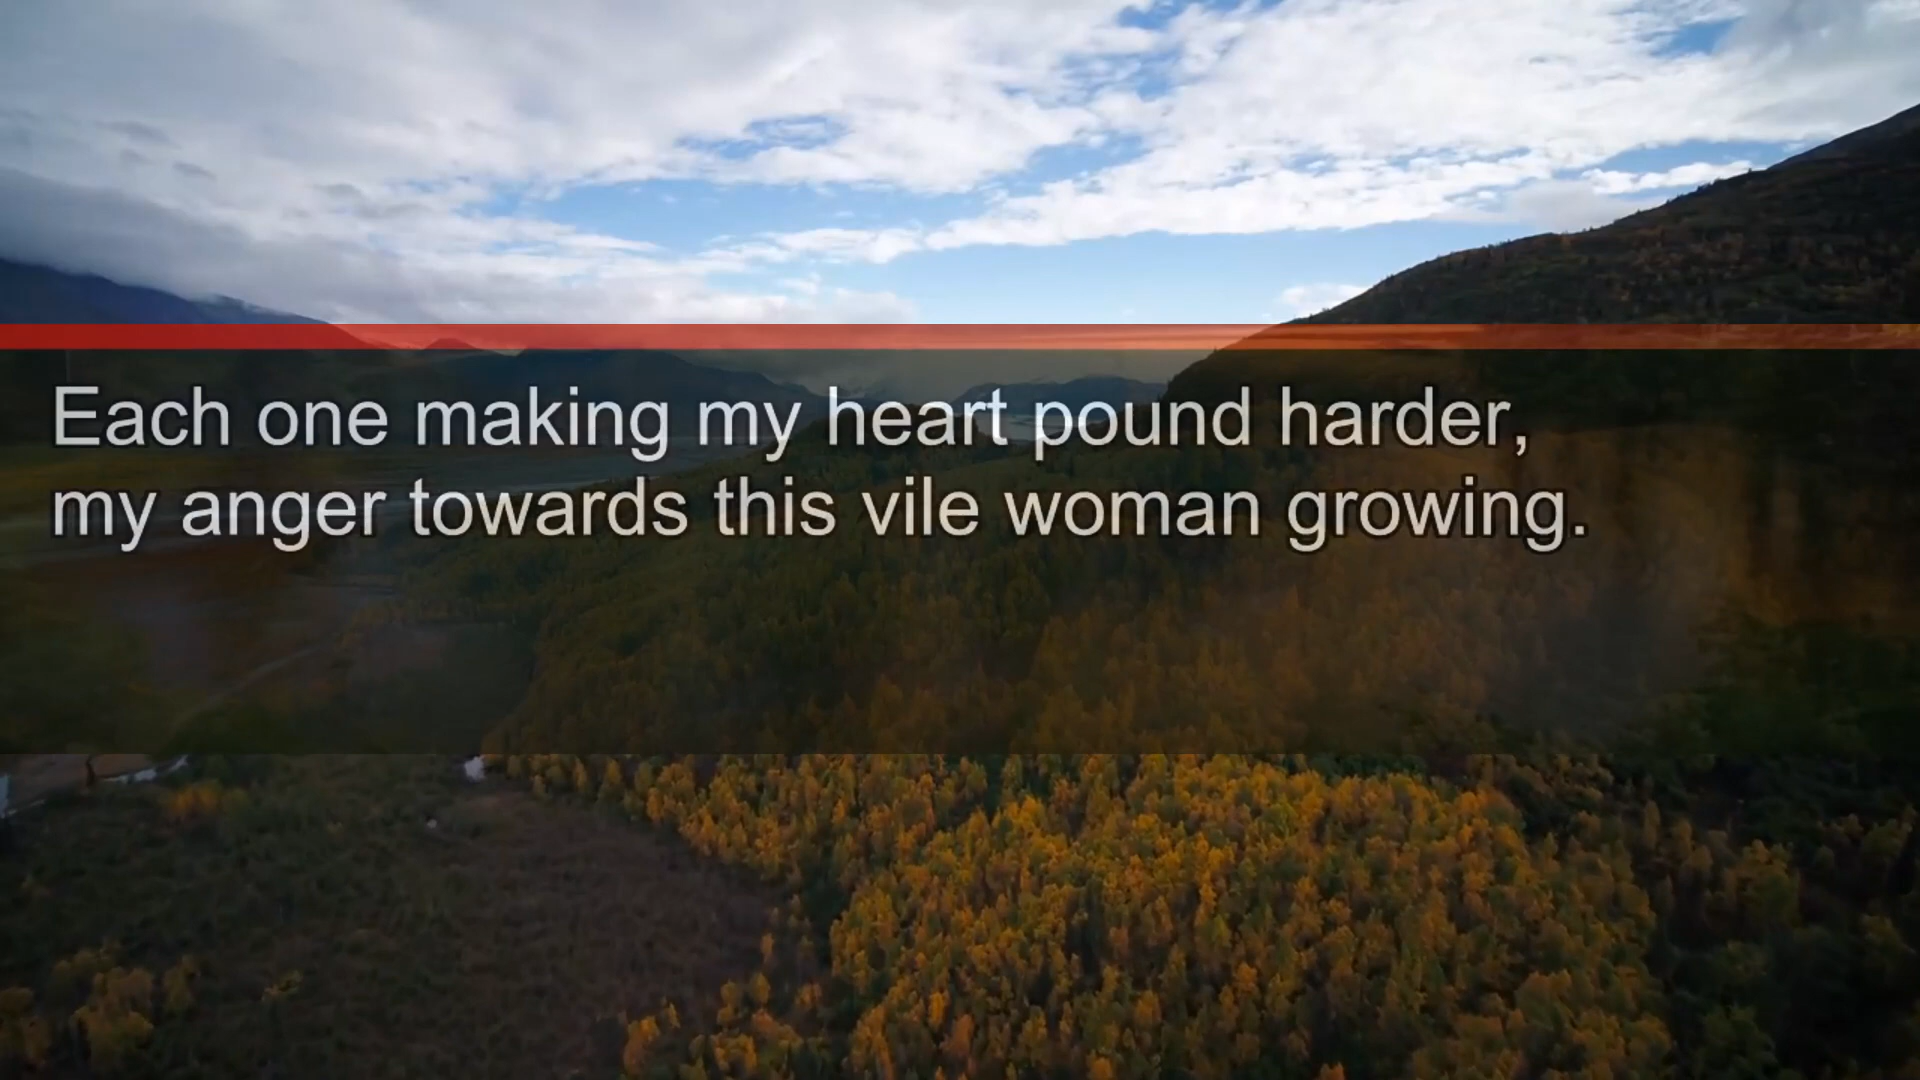 Each one making my heart pound harder,
my anger towards this vile woman growing.